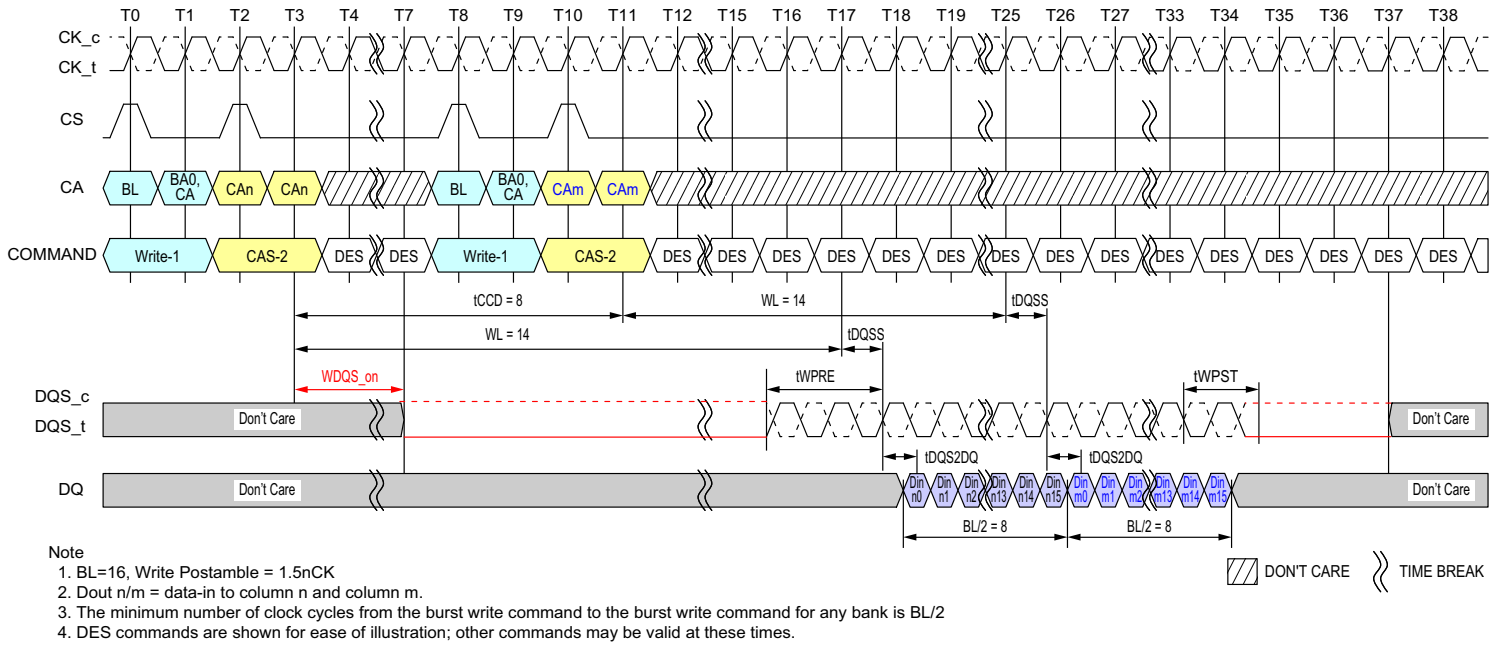 T0 T1 T2 T3 T4 T7 T8 T9 T10 T11 T12 T15 T16 T17 T18 T19 T25 T26 T27 T33 T34 T35 T36 T37 T38
CK_c
CK_t
CS
CA BL BA0, CA CAn CAn BL BA0, CA CAm CAm
COMMAND Write-1 CAS-2 DES DES Write-1 CAS-2 DES DES DES DES DES DES DES DES DES DES DES DES DES DES DES
tCCD = 8 WL = 14 tDQSS
WL = 14 tDQSS
WDQS_on tWPRE tWPST
DQS_c
DQS_t Don't Care Don't Care
tDQS2DQ tDQS2DQ
DQ Don't Care Din n0 Din n1 Din n2 Din n13 Din n14 Din n15 Din m0 Din m1 Din m2 Din m13 Din m14 Din m15 Don't Care
BL/2 = 8 BL/2 = 8
Note
1. BL=16, Write Postamble = 1.5nCK
2. Dout n/m = data-in to column n and column m.
3. The minimum number of clock cycles from the burst write command to the burst write command for any bank is BL/2
4. DES commands are shown for ease of illustration; other commands may be valid at these times.
DON'T CARE TIME BREAK